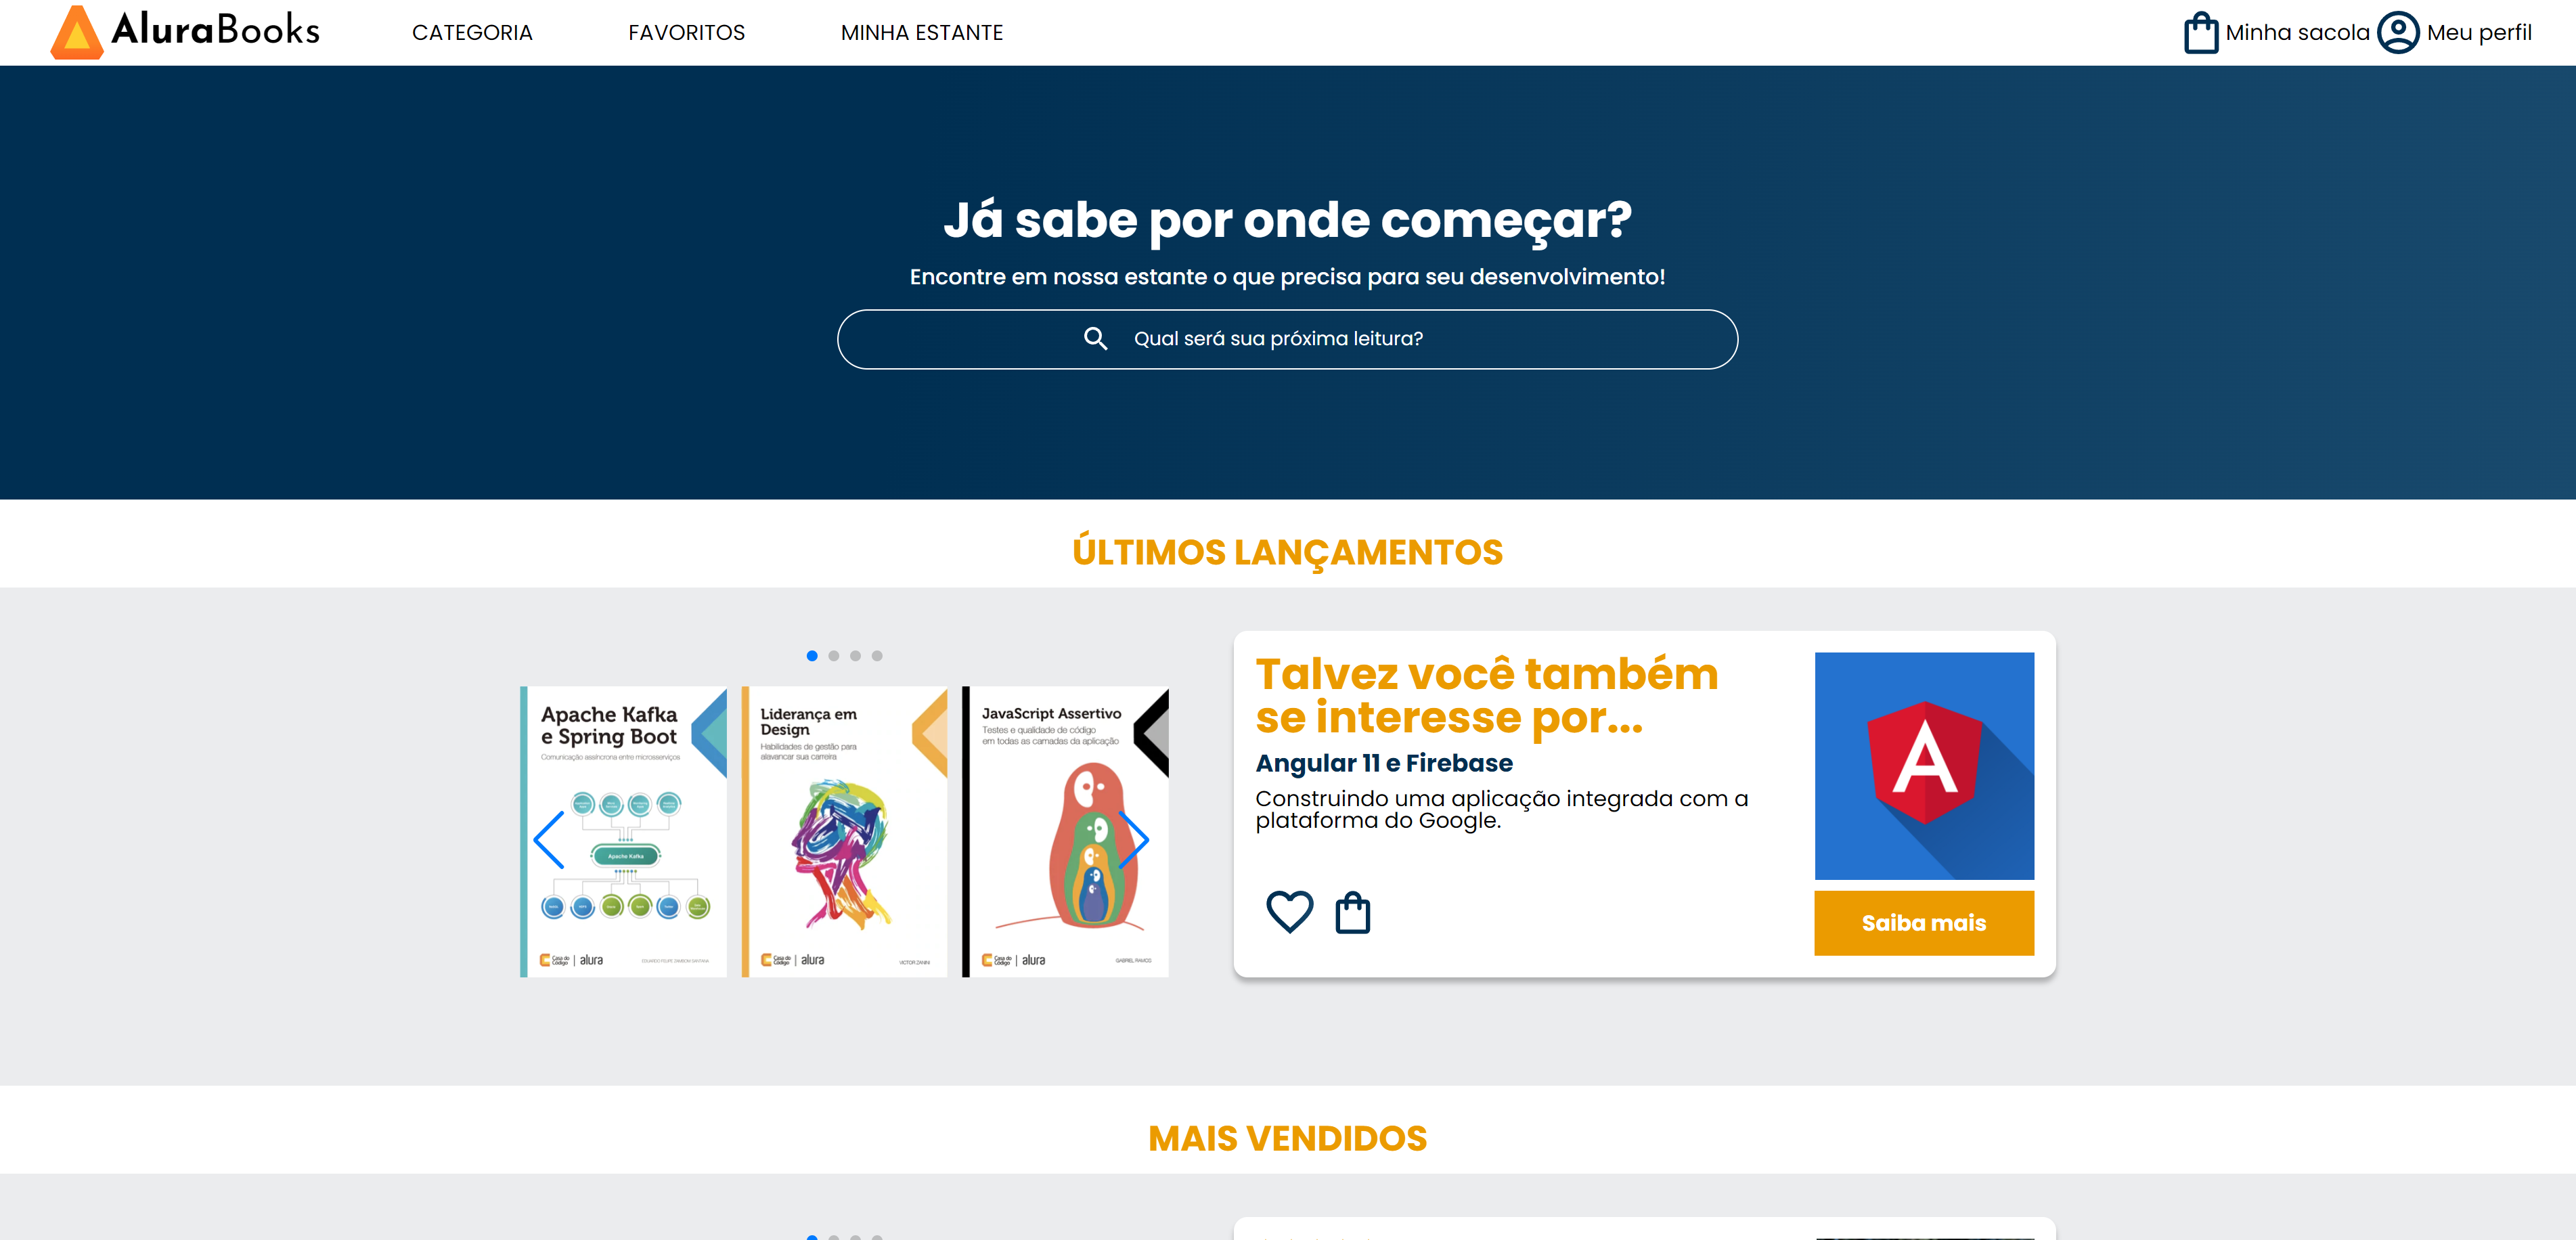 AluraBooks
CATEGORIA
FAVORITOS
MINHA ESTANTE
Minha sacola
Meu perfil
Já sabe por onde começar?
Encontre em nossa estante o que precisa para seu desenvolvimento!
Qual será sua próxima leitura?
ÚLTIMOS LANÇAMENTOS
Apache Kafka
e Spring Boot
Comunicação assíncrona entre microsserviços
Apache Kafka
Casa do
Código
alura
Liderança em
Design
Habilidades de gestão para
alavancar sua carreira
Casa do
Código
alura
VICTOR ZANINI
JavaScript Assertivo
Testes e qualidade de código
em todas as camadas da aplicação
Casa do
Código
alura
GABRIEL RAMOS
Talvez você também
se interesse por...
Angular 11 e Firebase
Construindo uma aplicação integrada com a
plataforma do Google.
A
Saiba mais
MAIS VENDIDOS